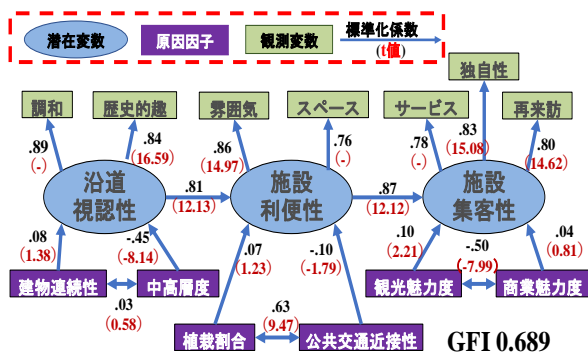 潜在変数
原因因子
観測変数
標準化係数
(t値)
独自性
調和
歴史的趣
雰囲気
スペース
サービス
再来訪
.89
(-)
.84
(16.59)
.86
(14.97)
.76
(-)
.78
(-)
.83
(15.08)
.80
(14.62)
沿道
視認性
.81
(12.13)
施設
利便性
.87
(12.12)
施設
集客性
.08
(1.38)
-.45
(-8.14)
.07
(1.23)
-.10
(-1.79)
.10
(2.21)
-.50
(-7.99)
.04
(0.81)
建物連続性
中高層度
観光魅力度
商業魅力度
.03
(0.58)
.63
(9.47)
植栽割合
公共交通近接性
GFI 0.689